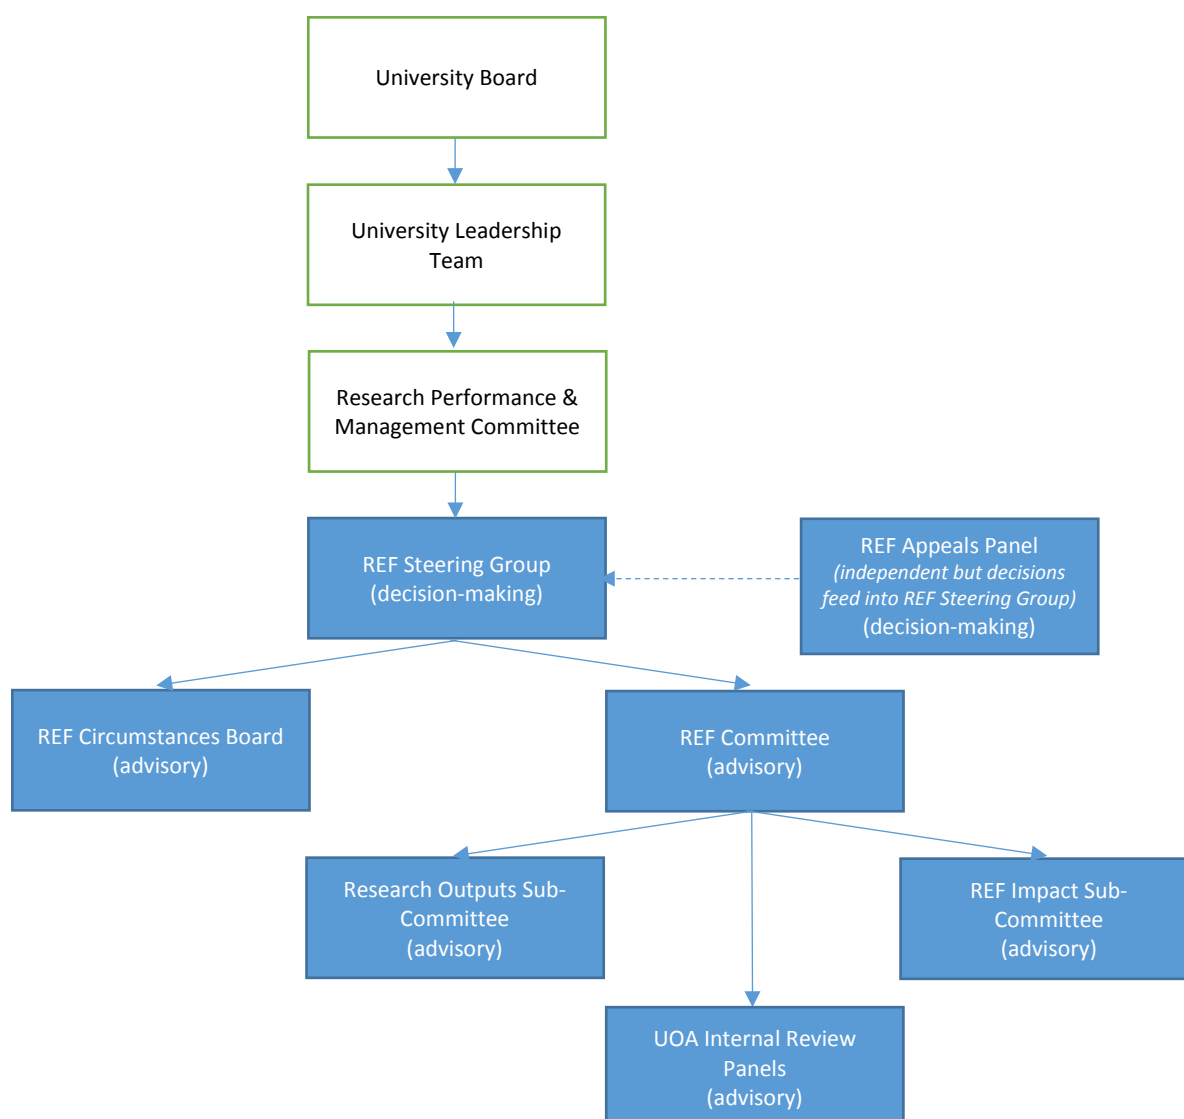 University Board
University Leadership
Team
Research Performance &
Management Committee
REF Steering Group
(decision-making)
REF Appeals Panel
(independent but decisions
feed into REF Steering Group)
(decision-making)
REF Circumstances Board
(advisory)
REF Committee
(advisory)
Research Outputs Sub-
Committee
(advisory)
REF Impact Sub-
Committee
(advisory)
UOA Internal Review
Panels
(advisory)